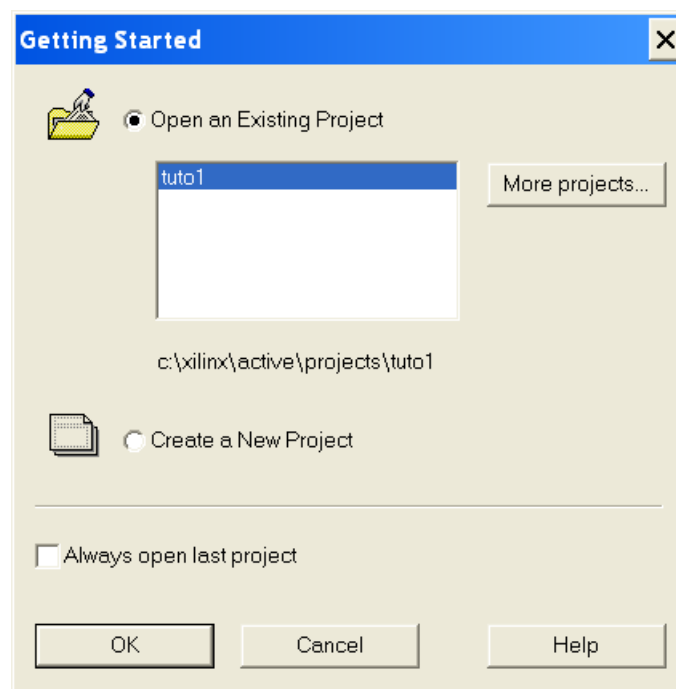 Getting Started
Open an Existing Project
tuto1
More projects...
c:\xilinx\active\projects\tuto1
Create a New Project
Always open last project
OK
Cancel
Help